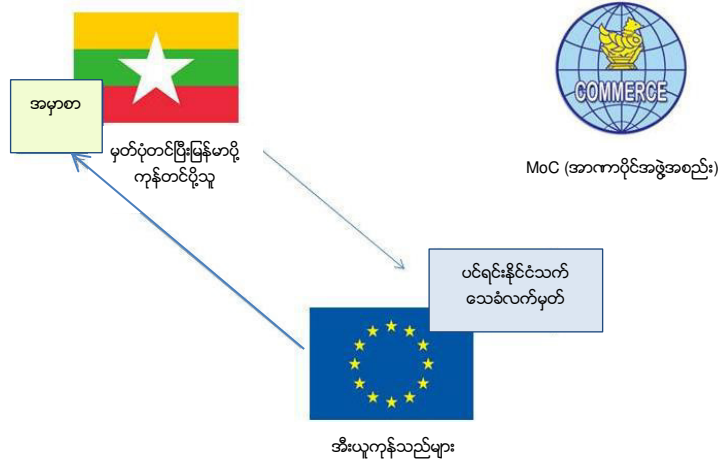 အမှာစာ
မှတ်ပုံတင်ပြီးမြန်မာပို့
ကုန်တင်ပို့သူ
COMMERCE
MoC (အာဏာပိုင်အဖွဲ့အစည်း)
ပင်ရင်းနိုင်ငံသက်
သေခံလက်မှတ်
အီးယူကုန်သည်များ